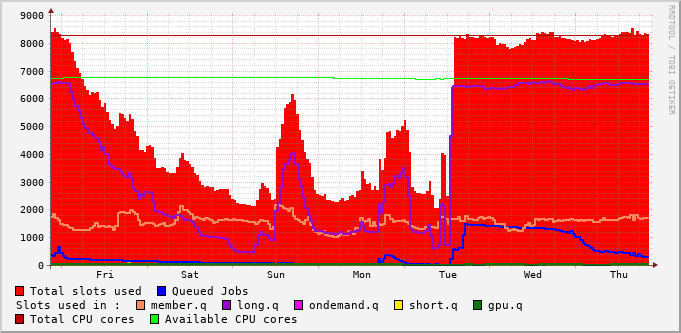 9000
8000
7000
6000
5000
4000
3000
2000
1000
0
Fri Sat Sun Mon Tue Wed Thu
RRDTOOL / TOBI OETIKER
Total slots used Queued Jobs
Slots used in : member.q long.q ondemand.q short.q gpu.q
Total CPU cores Available CPU cores